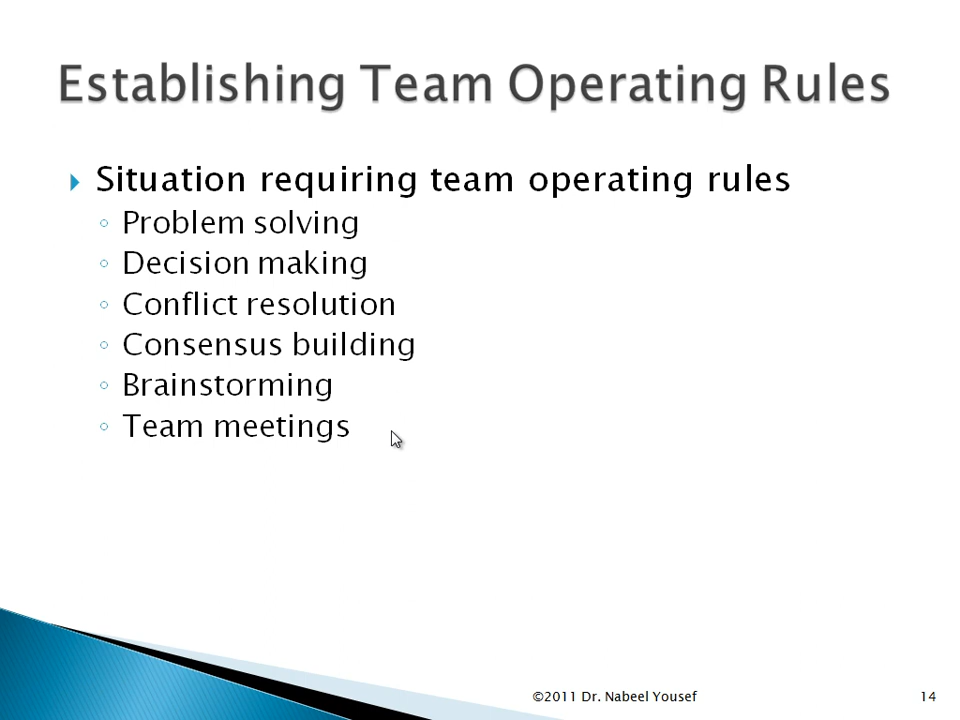 Establishing Team Operating Rules
Situation requiring team operating rules
Problem solving
Decision making
Conflict resolution
Consensus building
Brainstorming
Team meetings
©2011 Dr. Nabeel Yousef 14